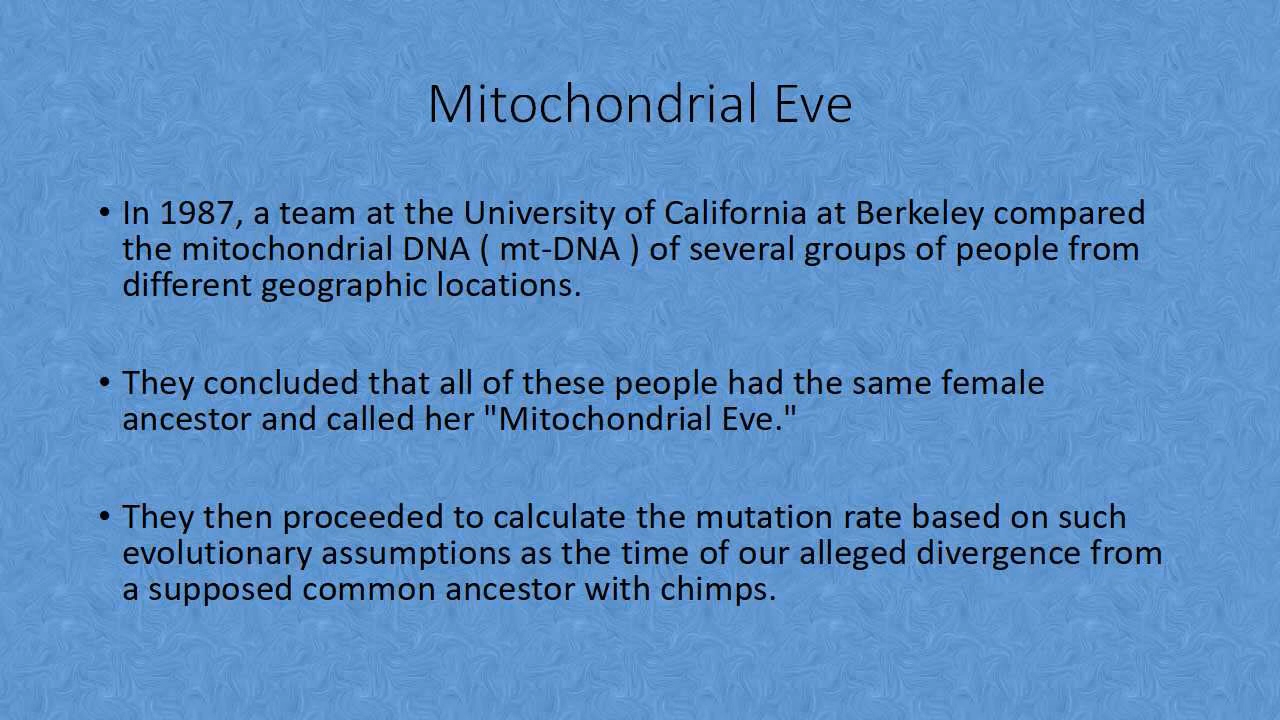 Mitochondrial Eve
• In 1987, a team at the University of California at Berkeley compared
the mitochondrial DNA ( mt-DNA ) of several groups of people from
different geographic locations.
• They concluded that all of these people had the same female
ancestor and called her "Mitochondrial Eve."
• They then proceeded to calculate the mutation rate based on such
evolutionary assumptions as the time of our alleged divergence from
a supposed common ancestor with chimps.